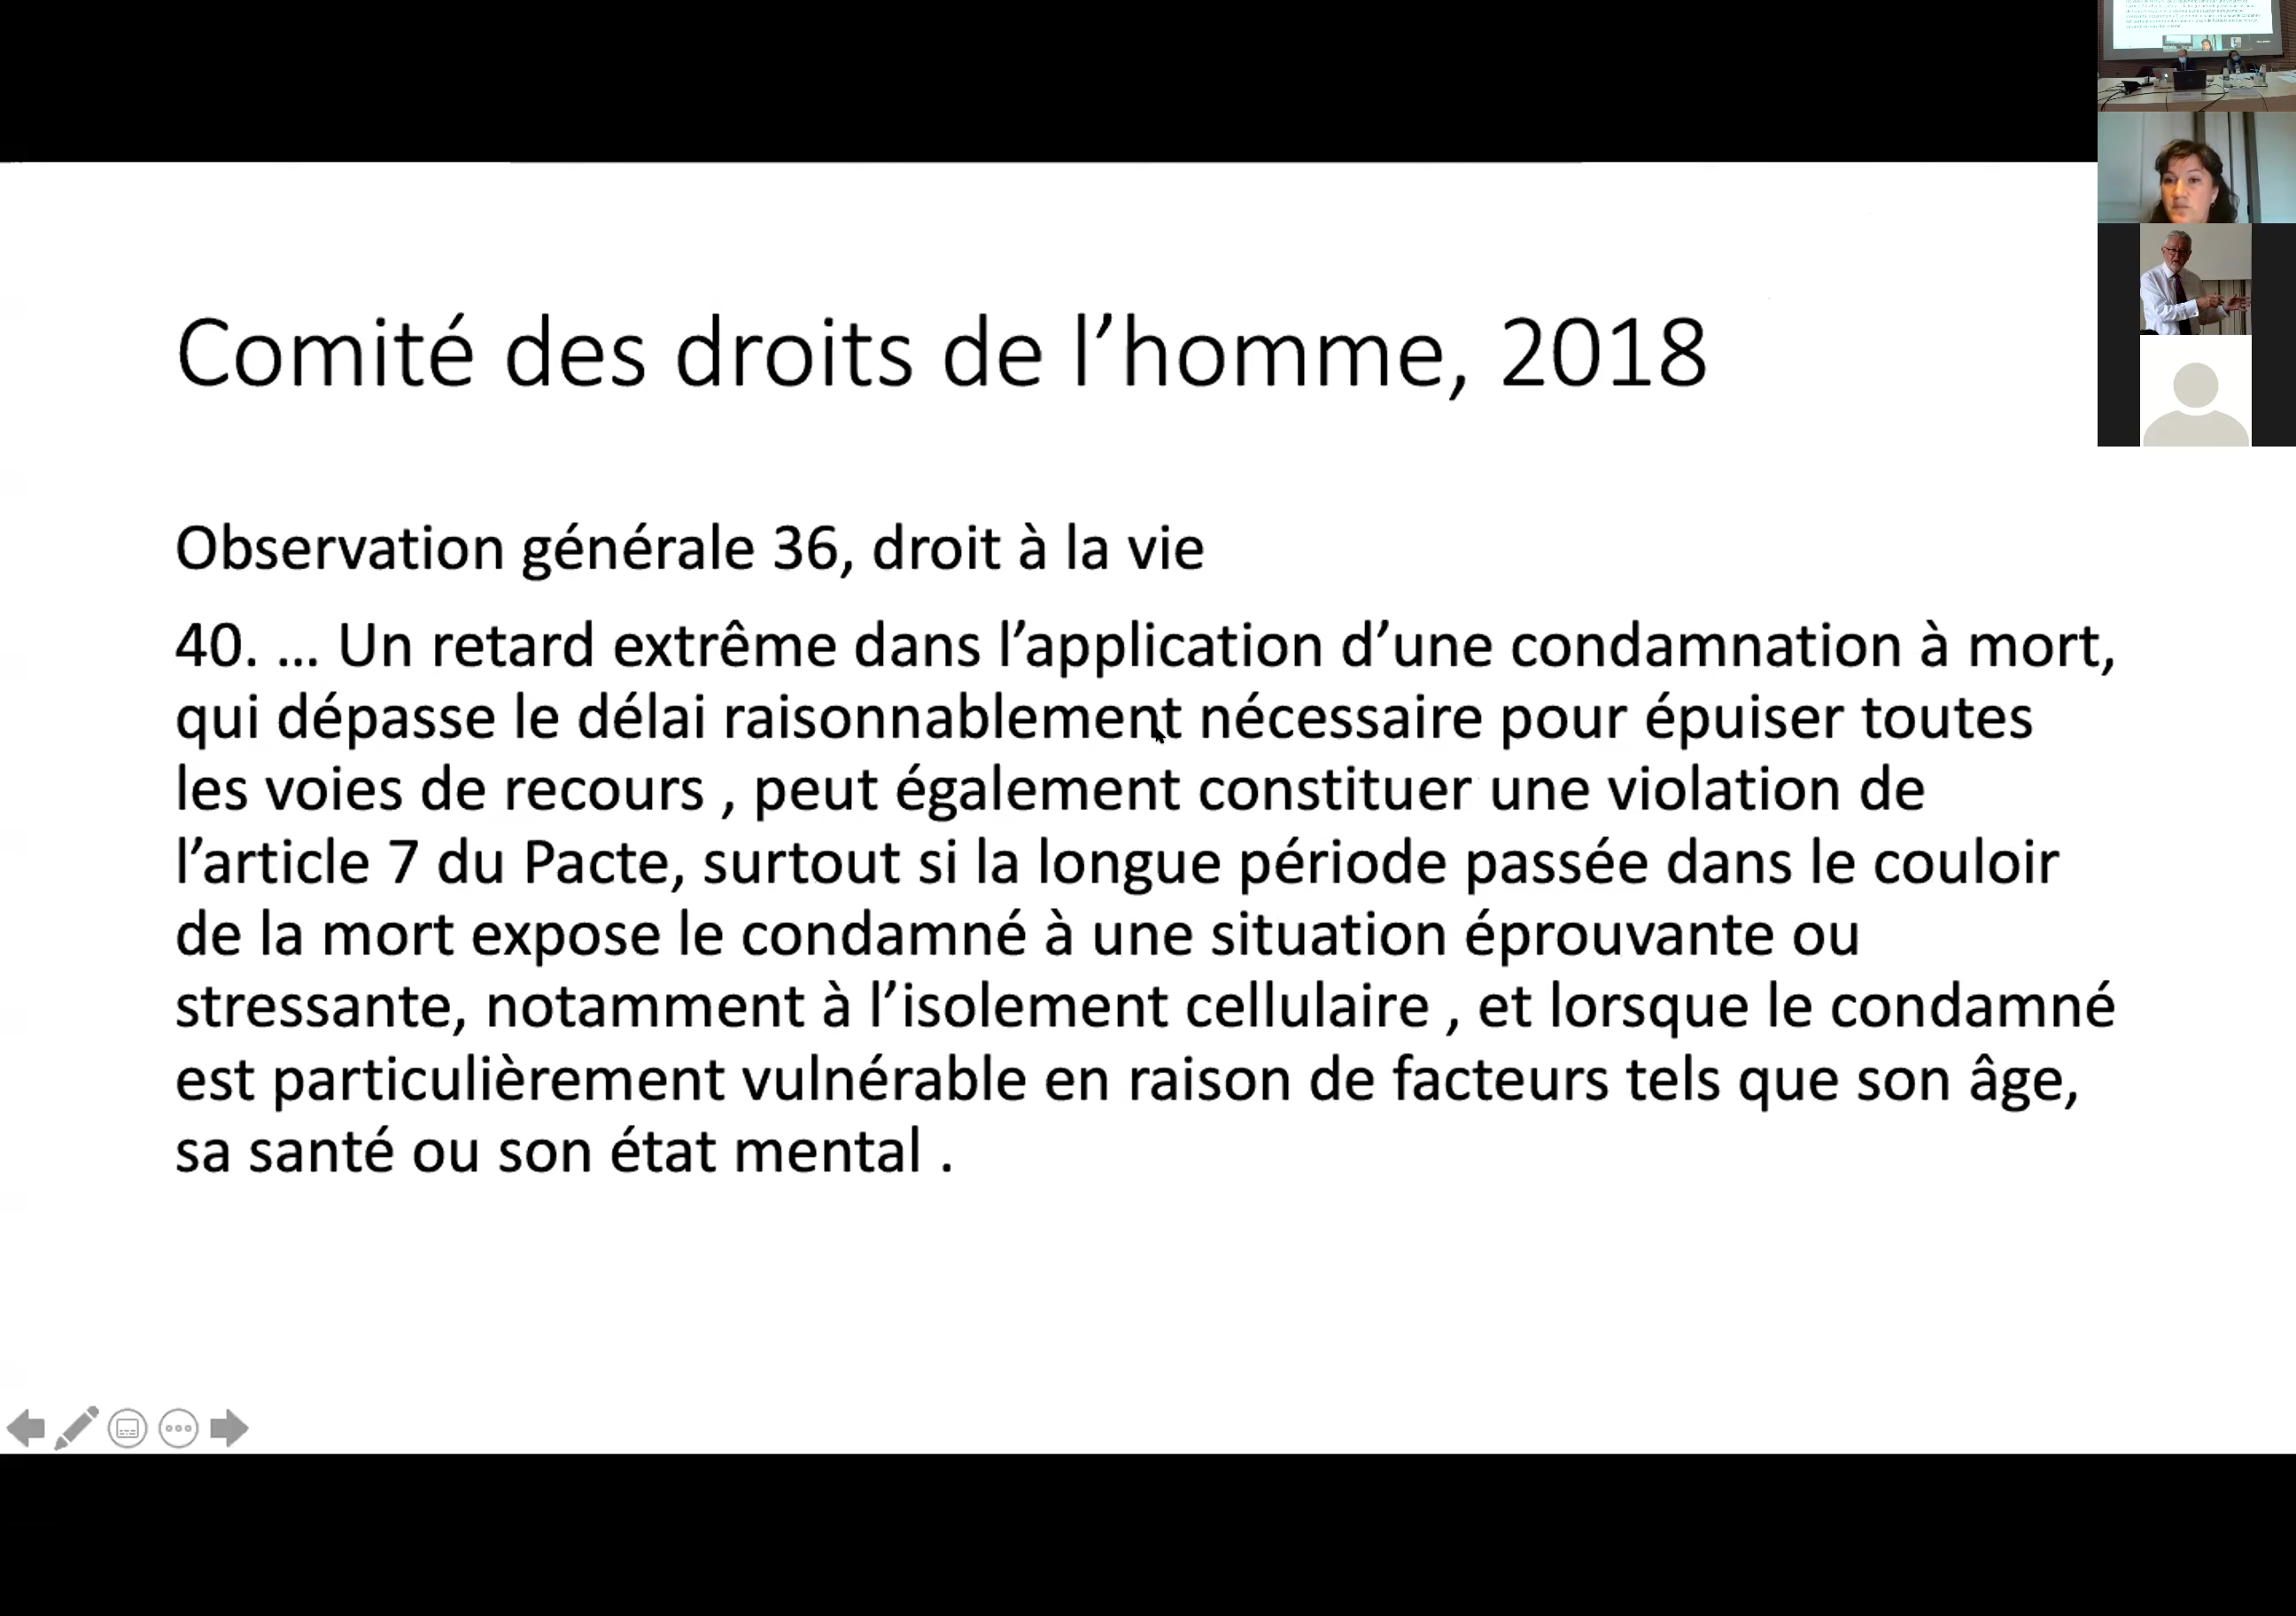 Comité des droits de l’homme, 2018
Observation générale 36, droit à la vie
40. ... Un retard extrême dans l’application d’une condamnation à mort,
qui dépasse le délai raisonnablement nécessaire pour épuiser toutes
les voies de recours , peut également constituer une violation de
l’article 7 du Pacte, surtout si la longue période passée dans le couloir
de la mort expose le condamné à une situation éprouvante ou
stressante, notamment à l’isolement cellulaire , et lorsque le condamné
est particulièrement vulnérable en raison de facteurs tels que son âge,
sa santé ou son état mental .